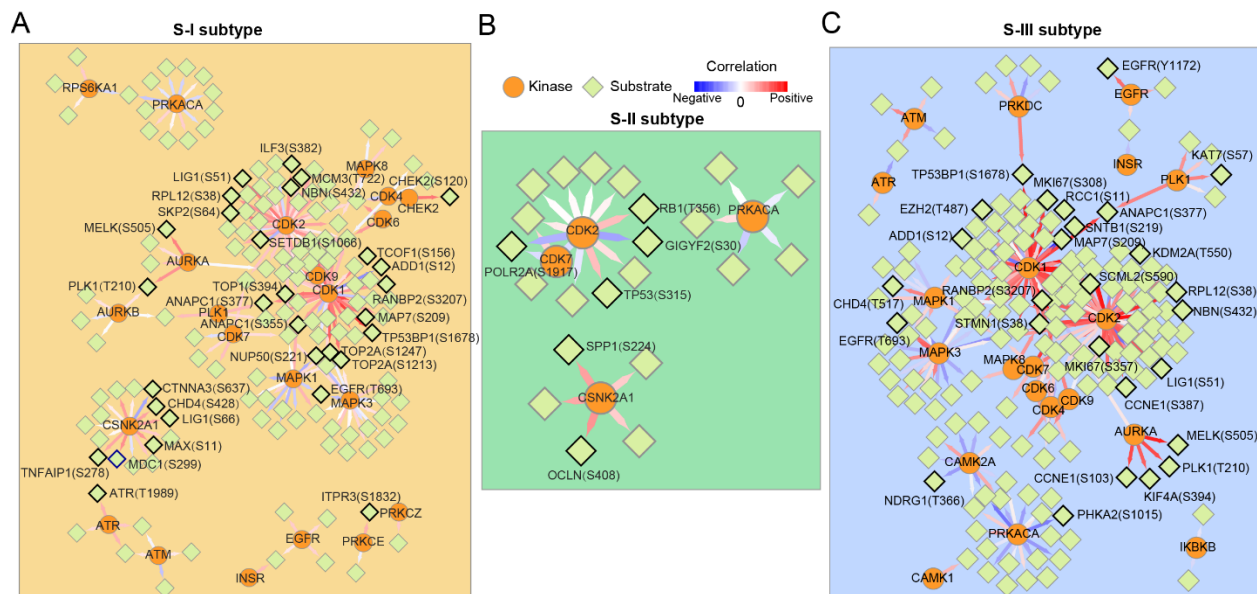 A
S-I subtype
RPS6KA1
PRKACA
ILF3(S382)
LIG1(S51)
MCM3(T722)
MAPK8
RPL12(S38)
NBN(S432)
CDK4
CHEK2(S120)
SKP2(S64)
CHEK2
CDK2
CDK6
MELK(S505)
SETDB1(S1066)
TCOF1(S156)
AURKA
ADD1(S12)
CDK9
TOP1(S394)
CDK1
PLK1(T210)
RANBP2(S3207)
ANAPC1(S377)
AURKB
PLK1
MAP7(S209)
ANAPC1(S355)
CDK7
TP53BP1(S1678)
NUP50(S221)
TOP2A(S1247)
TOP2A(S1213)
MAPK1
CTNNA3(S637)
EGFR(T693)
MAPK3
CHD4(S428)
CSNK2A1
LIG1(S66)
MAX(S11)
MDC1(S299)
TNFAIP1(S278)
ATR(T1989)
ITPR3(S1832)
PRKCZ
ATR
EGFR
PRKCE
ATM
INSR
B
Kinase
Substrate
Correlation
Negative
0
Positive
S-II subtype
RB1(T356)
PRKACA
CDK2
GIGYF2(S30)
CDK7
POLR2A(S1917)
TP53(S315)
SPP1(S224)
CSNK2A1
OCLN(S408)
C
S-III subtype
EGFR(Y1172)
EGFR
PRKDC
ATM
KAT7(S57)
INSR
TP53BP1(S1678)
PLK1
ATR
MKI67(S308)
RCC1(S11)
EZH2(T487)
ANAPC1(S377)
SNTB1(S219)
ADD1(S12)
MAP7(S209)
KDM2A(T550)
CDK1
SCML2(S590)
RANBP2(S3207)
RPL12(S38)
CHD4(T517)
MAPK1
NBN(S432)
STMN1(S38)
CDK2
EGFR(T693)
MAPK3
MAPK8
MKI67(S357)
CDK7
LIG1(S51)
CDK6
CDK9
CCNE1(S387)
CDK4
AURKA
MELK(S505)
CAMK2A
PLK1(T210)
CCNE1(S103)
KIF4A(S394)
NDRG1(T366)
PHKA2(S1015)
PRKACA
IKBKB
CAMK1